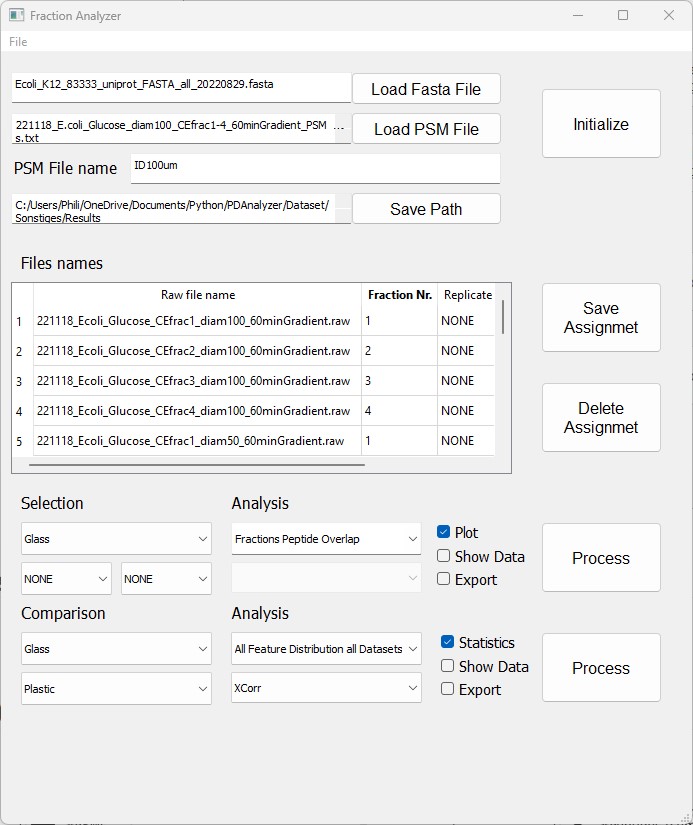 Fraction Analyzer
File
Ecoli_K12_83333_uniprot_FASTA_all_20220829.fasta
Load Fasta File
Initialize
221118_E.coli_Glucose_diam100_CEfrac1-4_60minGradient_PSM
s.txt
...
Load PSM File
PSM File name
ID100um
C:/Users/Phili/OneDrive/Documents/Python/PDAnalyzer/Dataset/
Sonstiges/Results
Save Path
Files names
Raw file name Fraction Nr. Replicate
1 221118_Ecoli_Glucose_CEfrac1_diam100_60minGradient.raw 1 NONE
2 221118_Ecoli_Glucose_CEfrac2_diam100_60minGradient.raw 2 NONE
3 221118_Ecoli_Glucose_CEfrac3_diam100_60minGradient.raw 3 NONE
4 221118_Ecoli_Glucose_CEfrac4_diam100_60minGradient.raw 4 NONE
5 221118_Ecoli_Glucose_CEfrac1_diam50_60minGradient.raw 1 NONE
Save
Assignmet
Delete
Assignmet
Selection
Analysis
Glass
Fractions Peptide Overlap
Plot
NONE
NONE
Show Data
Export
Process
Comparison
Analysis
Glass
All Feature Distribution all Datasets
Statistics
Plastic
XCorr
Show Data
Export
Process